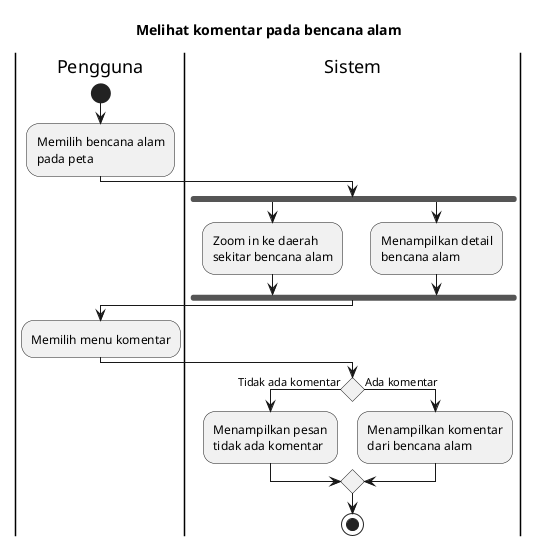 Melihat komentar pada bencana alam
Pengguna
Sistem
Memilih bencana alam
pada peta
Zoom in ke daerah
sekitar bencana alam
Menampilkan detail
bencana alam
Memilih menu komentar
Tidak ada komentar
Ada komentar
Menampilkan pesan
tidak ada komentar
Menampilkan komentar
dari bencana alam